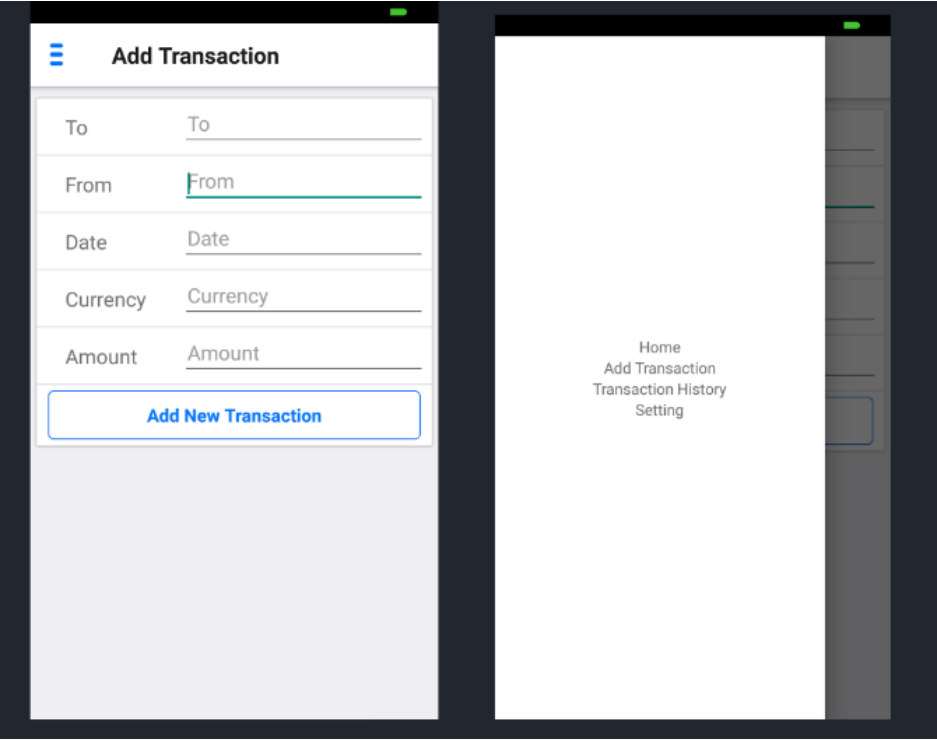 Add Transaction
To To
From From
Date Date
Currency Currency
Amount Amount
Add New Transaction
Home
Add Transaction
Transaction History
Setting